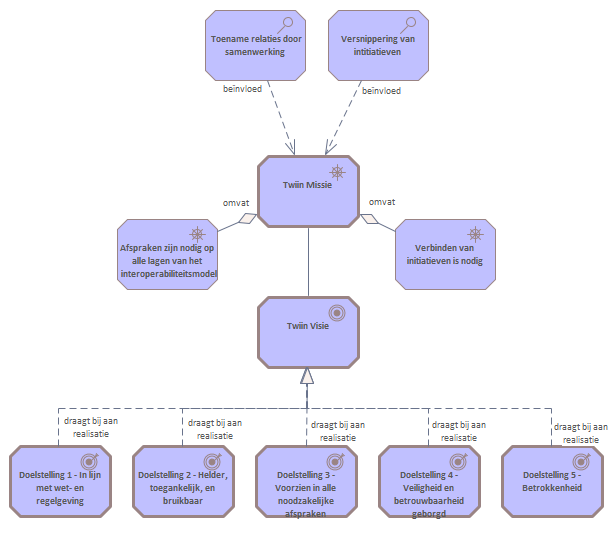 Toename relaties door
samenwerking
Versnippering van
intitiatieven
beïnvloed
beïnvloed
Twiin Missie
omvat
omvat
Afspraken zijn nodig op
alle lagen van het
interoperabiliteitsmodel
Verbinden van
initiatieven is nodig
Twiin Visie
draagt bij aan
realisatie
draagt bij aan
realisatie
draagt bij aan
realisatie
draagt bij aan
realisatie
draagt bij aan
realisatie
Doelstelling 1 - In lijn
met wet- en
regelgeving
Doelstelling 2 - Helder,
toegankelijk, en
bruikbaar
Doelstelling 3 -
Voorzien in alle
noodzakelijke
afspraken
Doelstelling 4 -
Veiligheid en
betrouwbaarheid
geborgd
Doelstelling 5 -
Betrokkenheid